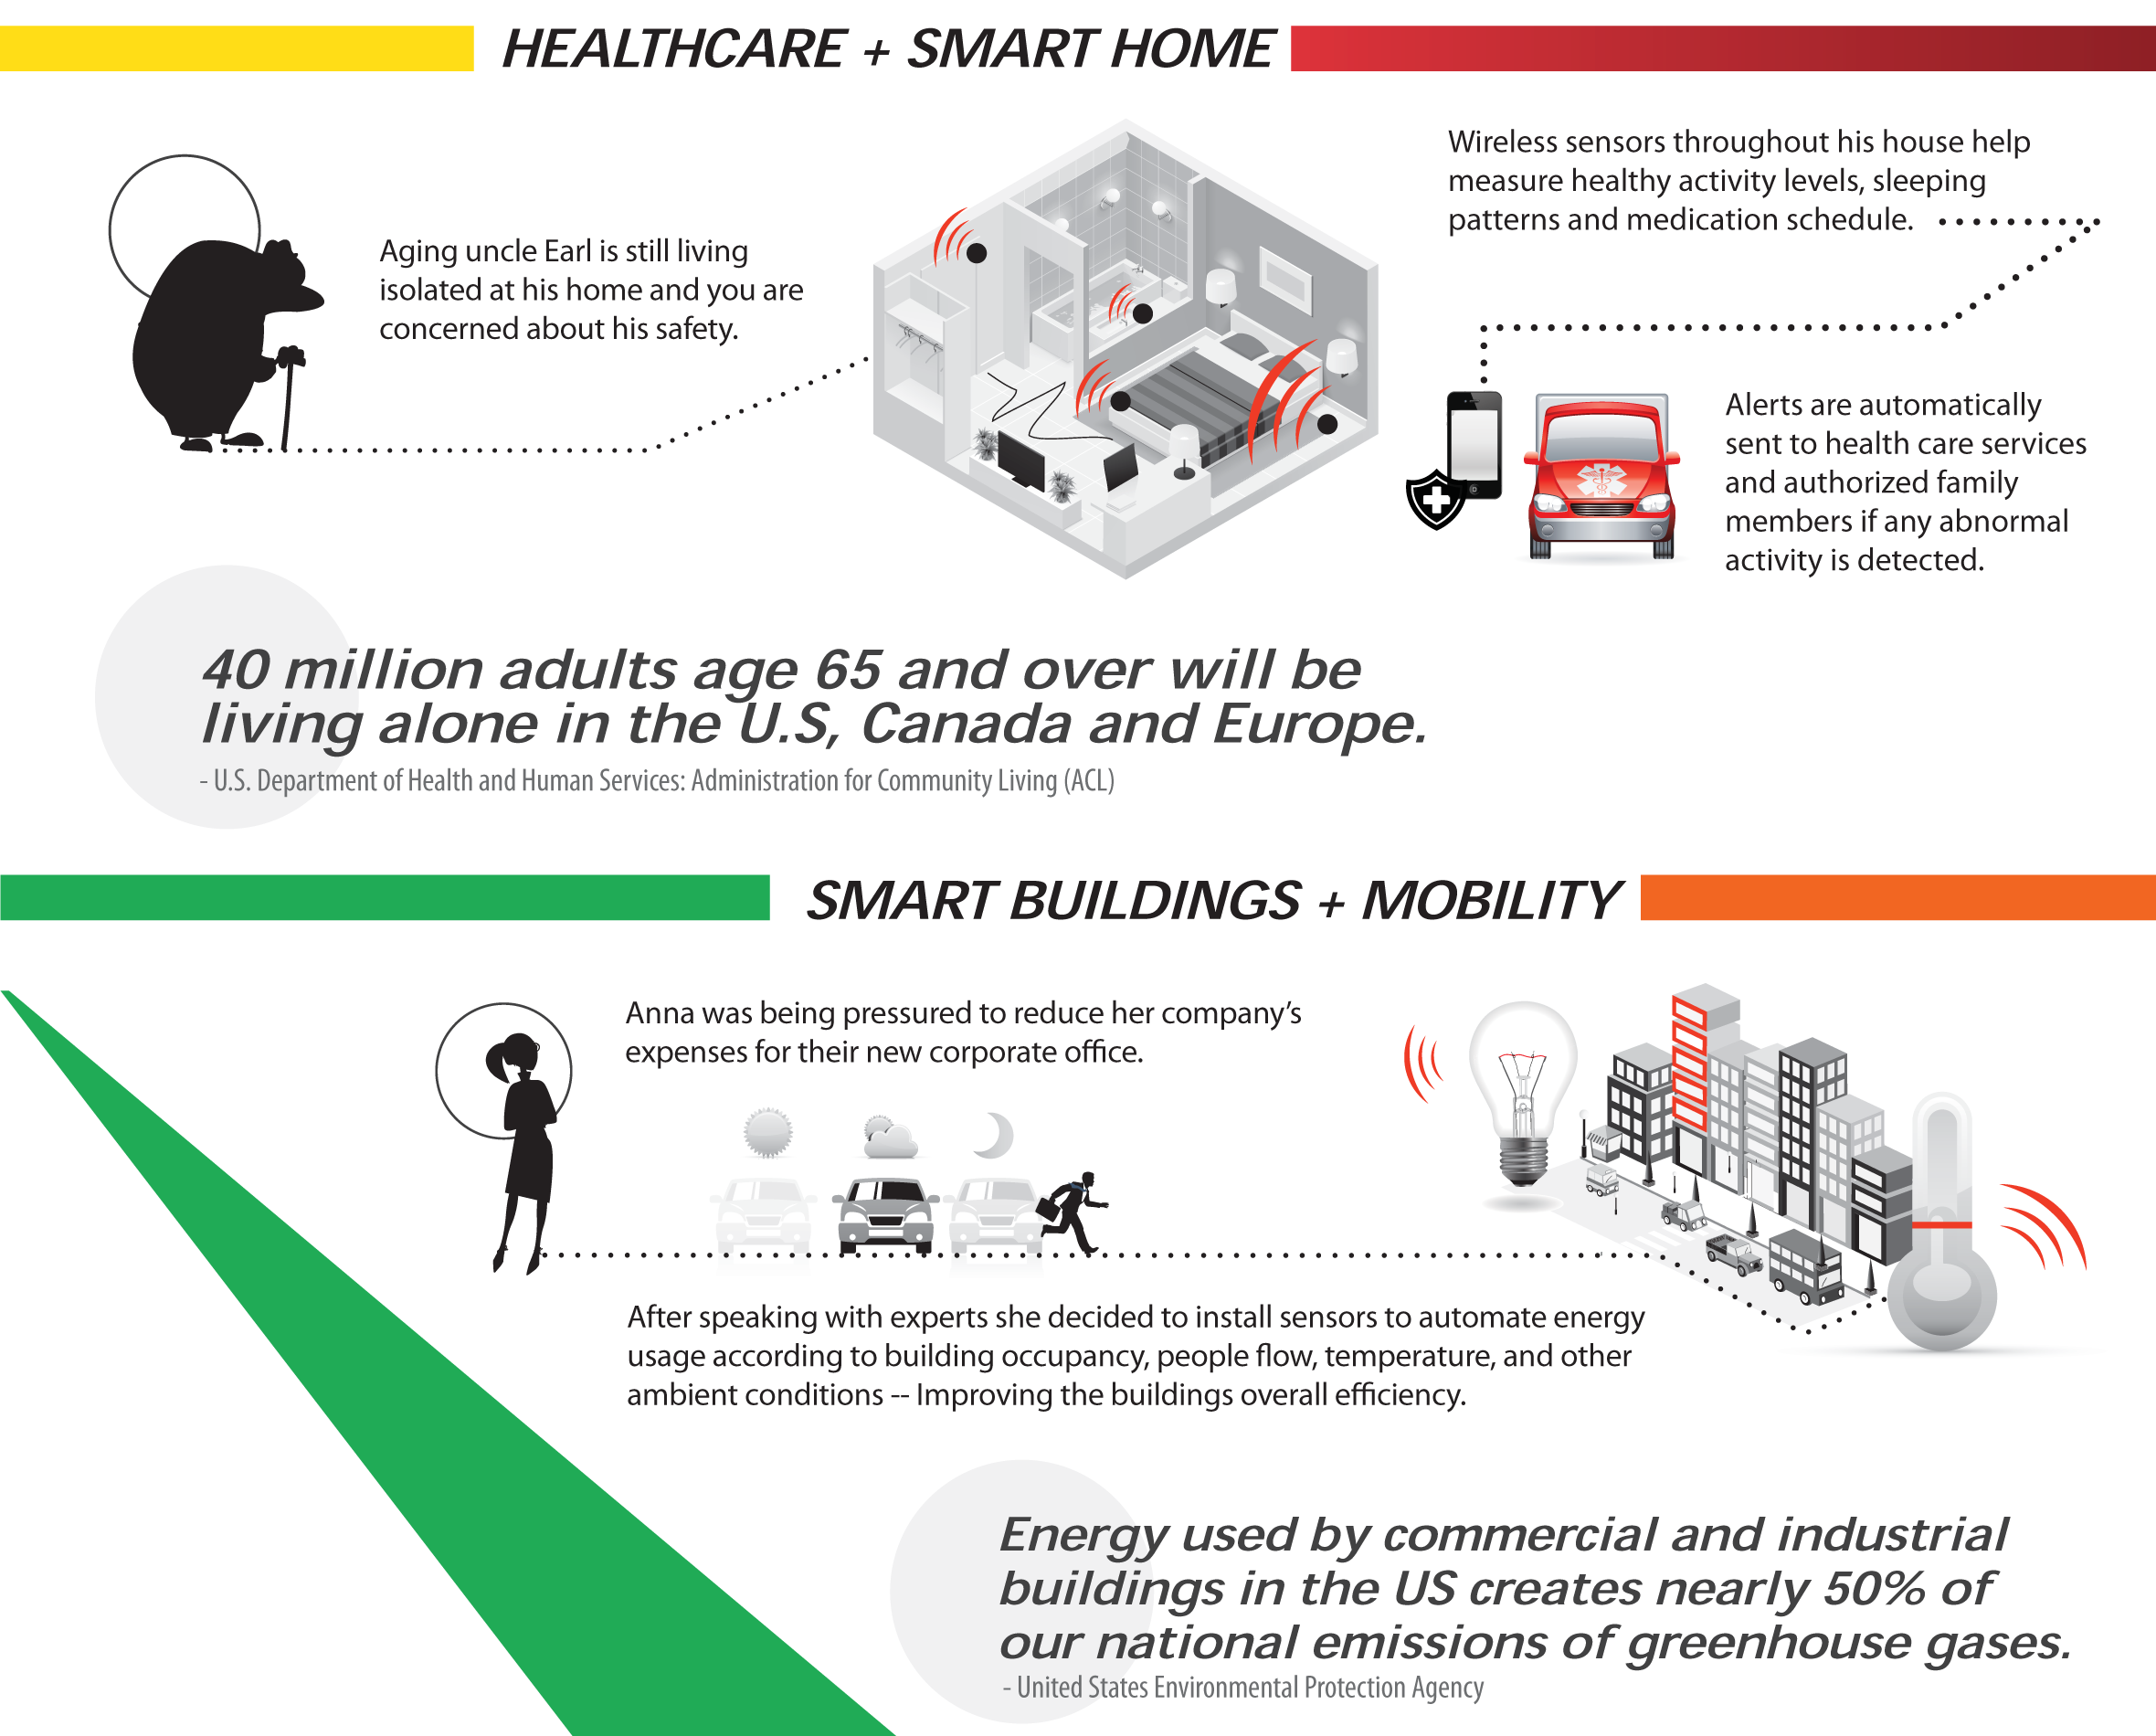 HEALTHCARE + SMART HOME
Aging uncle Earl is still living
isolated at his home and you are
concerned about his safety.
Wireless sensors throughout his house help
measure healthy activity levels, sleeping
patterns and medication schedule.
Alerts are automatically
sent to health care services
and authorized family
members if any abnormal
activity is detected.
40 million adults age 65 and over will be
living alone in the U.S, Canada and Europe.
- U.S. Department of Health and Human Services: Administration for Community Living (ACL)
SMART BUILDINGS + MOBILITY
Anna was being pressured to reduce her company's
expenses for their new corporate office.
After speaking with experts she decided to install sensors to automate energy
usage according to building occupancy, people flow, temperature, and other
ambient conditions -- Improving the buildings overall efficiency.
Energy used by commercial and industrial
buildings in the US creates nearly 50% of
our national emissions of greenhouse gases.
- United States Environmental Protection Agency